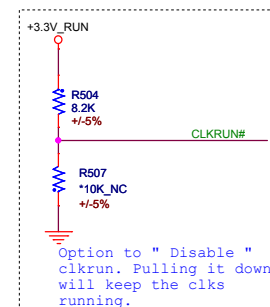 +3.3V_RUN
R504
8.2K
+/-5%
CLKRUN#
R507
*10K_NC
+/-5%
Option to " Disable "
clkrun. Pulling it down
will keep the clks
running.